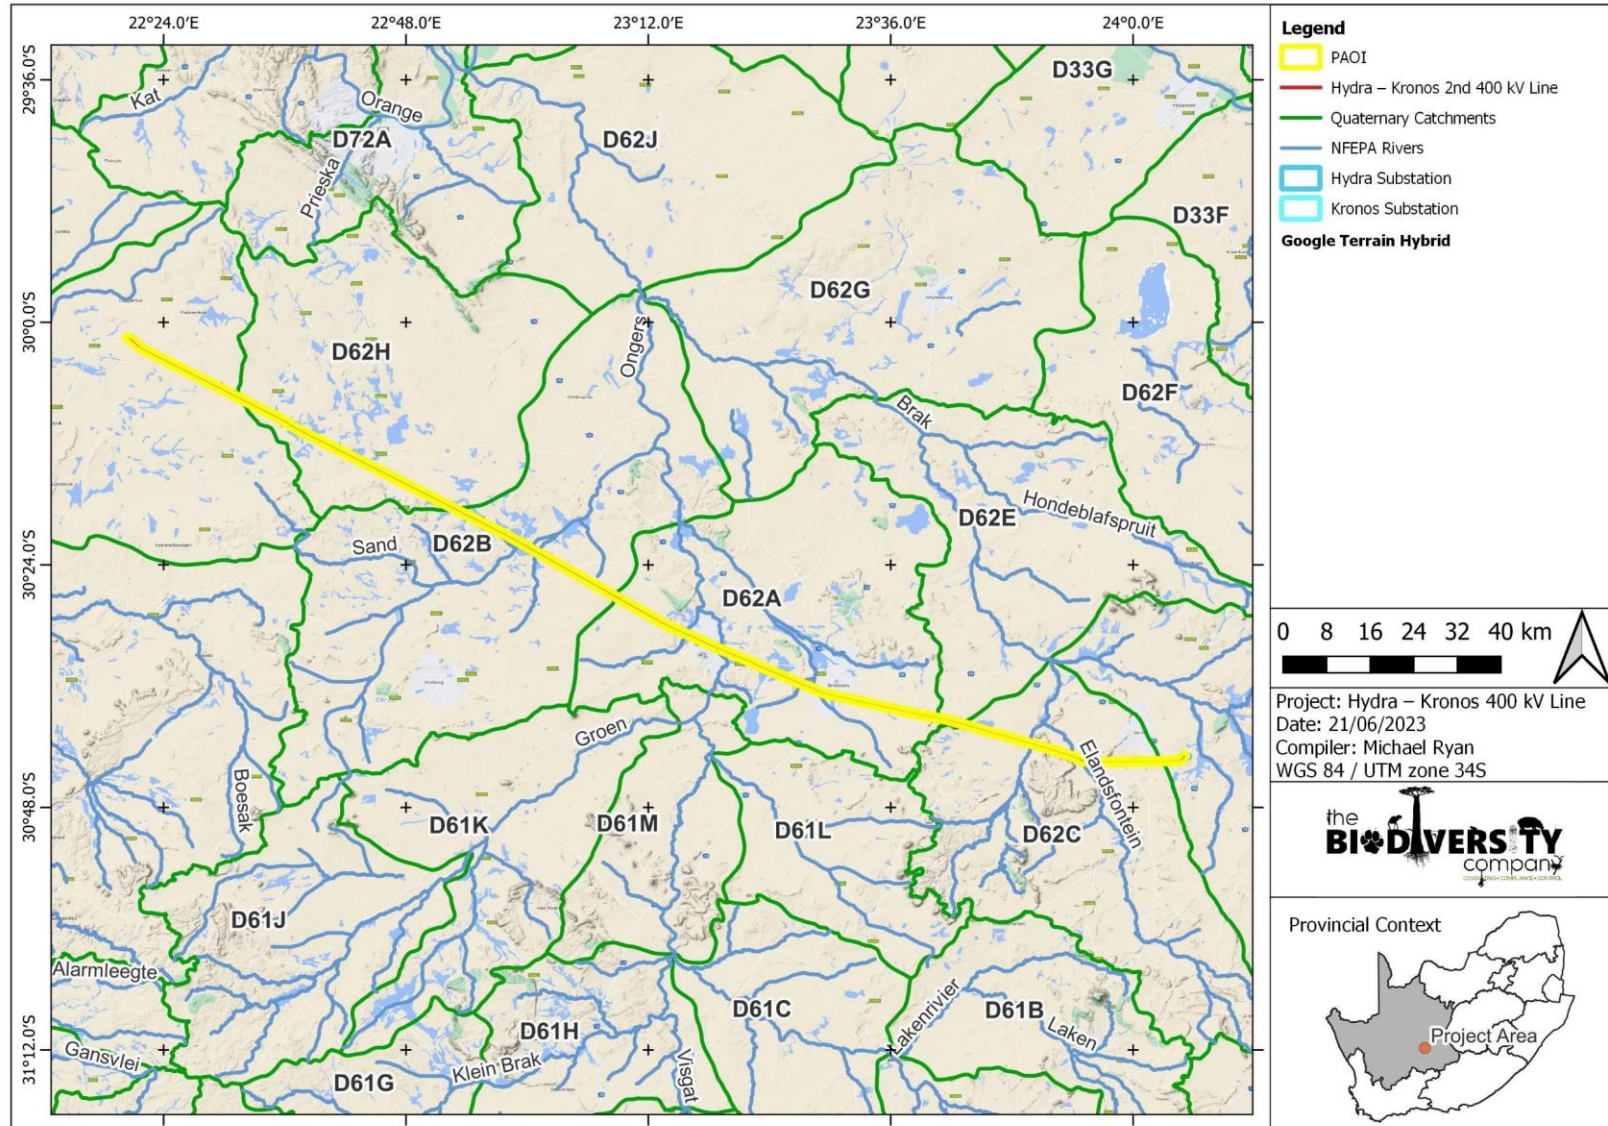 22°24.0'E 22°48.0'E 23°12.0'E 23°36.0'E 24°0.0'E
29°36.0'S
30°0.0'S
30°24.0'S
30°48.0'S
31°12.0'S
Kat
Orange
D72A
Prieska
D62J
D33G
D33F
D62G
D62H
Ongers
D62F
Brak
Hondeblafspruit
D62E
Sand
D62B
D62A
Groen
Elandsfontein
Boesak
D61K
D61M
D61L
D62C
D61J
Alarmleegte
Lakenrivier
D61C
D61B
Laken
D61H
Gansvlei
Klein Brak
D61G
Visgat
Legend
PAOI
Hydra – Kronos 2nd 400 kV Line
Quaternary Catchments
NFEPA Rivers
Hydra Substation
Kronos Substation
Google Terrain Hybrid
0 8 16 24 32 40 km
Project: Hydra – Kronos 400 kV Line
Date: 21/06/2023
Compiler: Michael Ryan
WGS 84 / UTM zone 34S
the
BIODIVERSITY
company
Provincial Context
Project Area